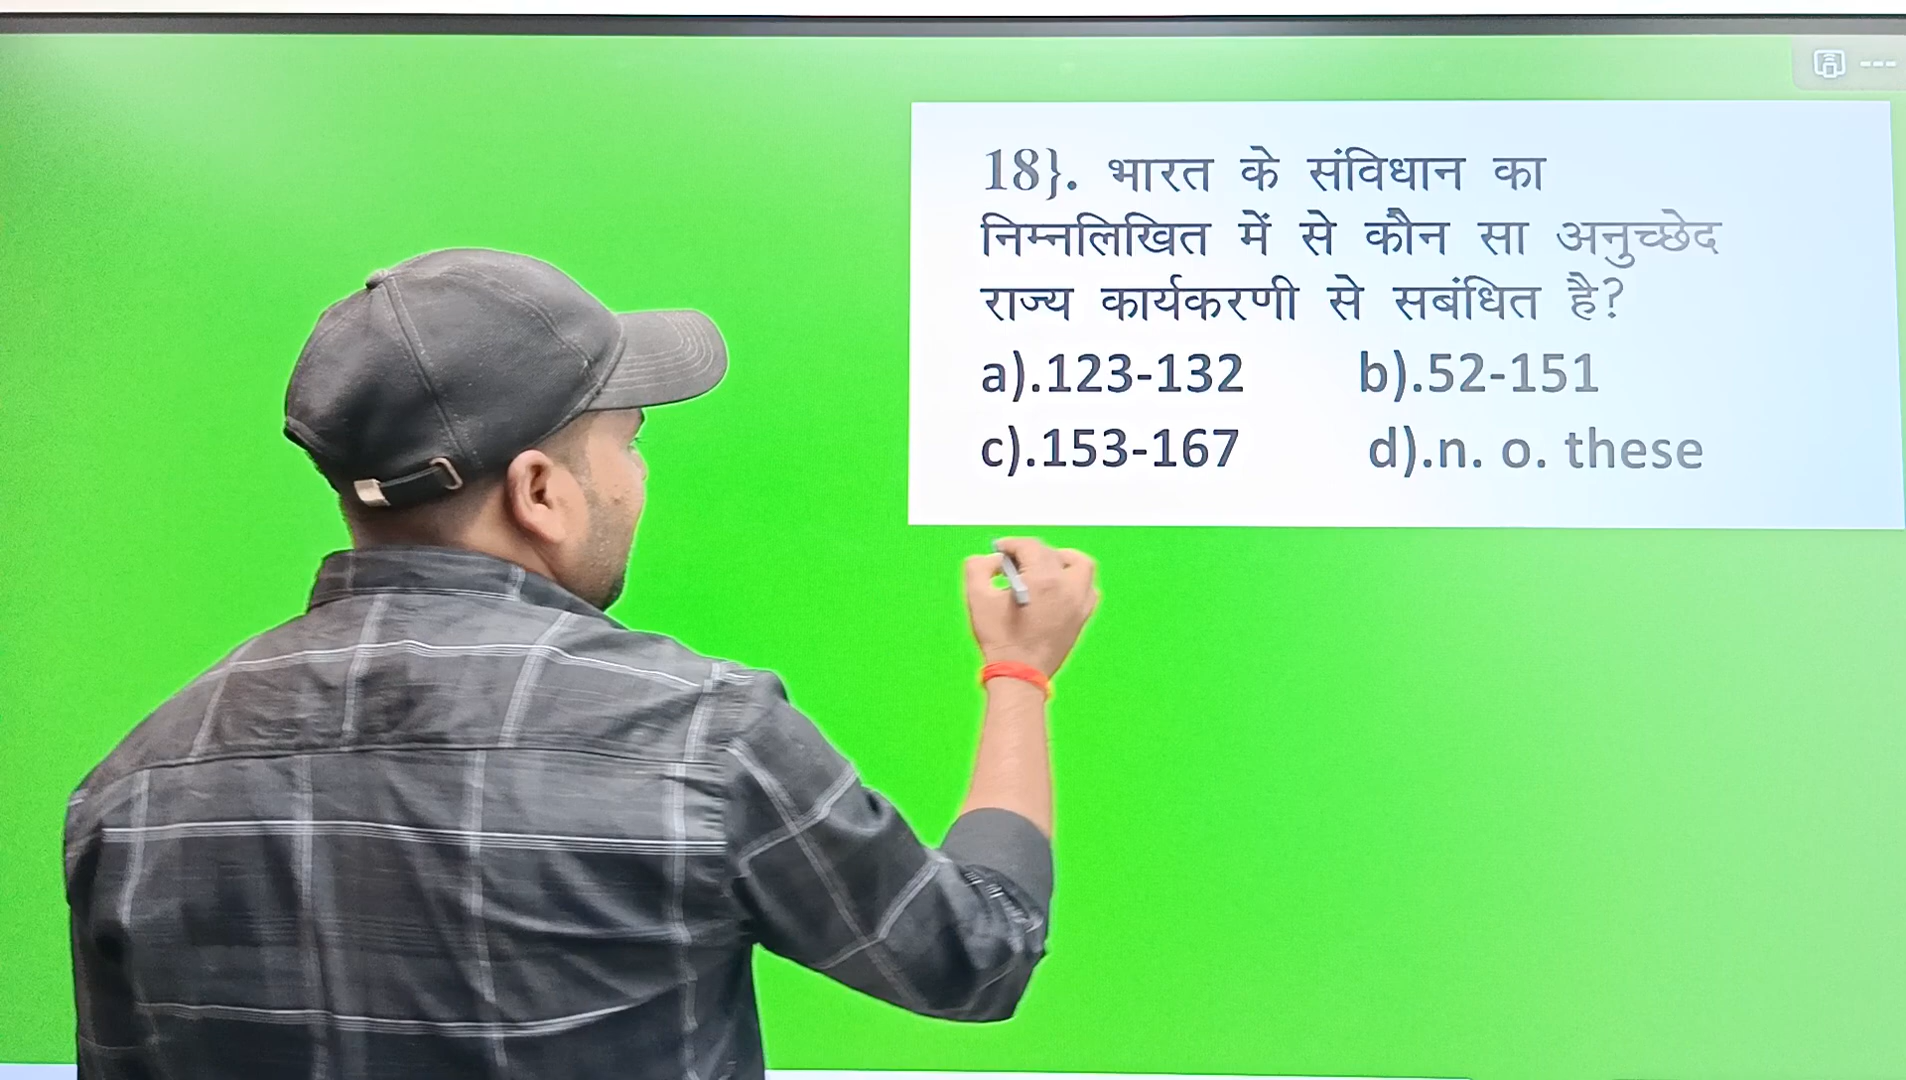 18}. भारत के संविधान का
निम्नलिखित में से कौन सा अनुच्छेद
राज्य कार्यकरणी से सबंधित है?
a).123-132 b).52-151
c).153-167 d).n. o. these